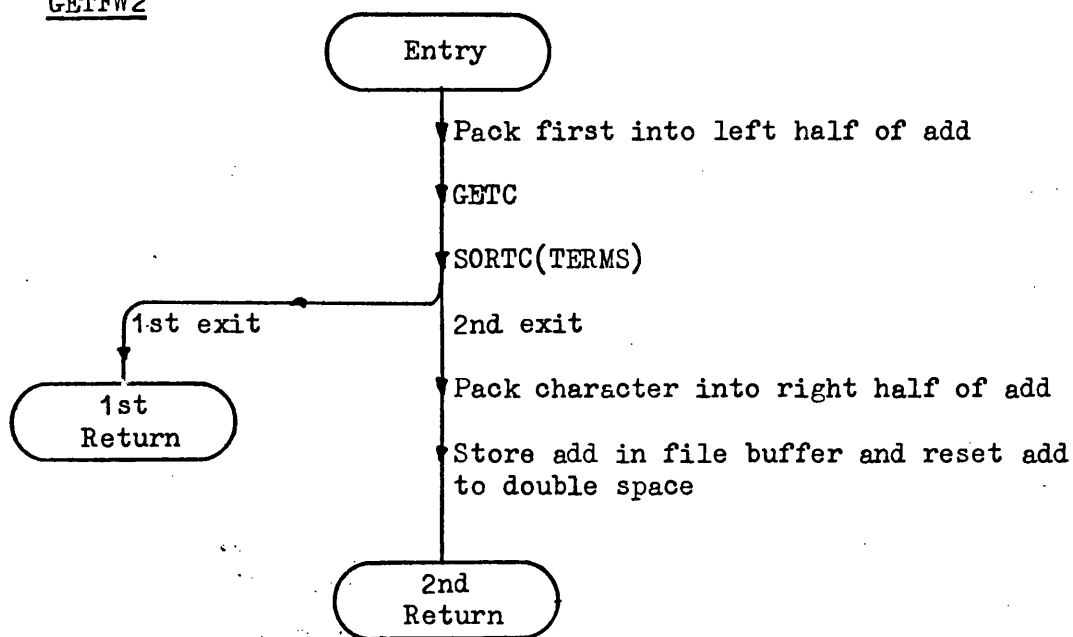 GETFW2
Entry
Pack first into left half of add
GETC
SORTC(TERMS)
1st exit
2nd exit
1st
Return
Pack character into right half of add
Store add in file buffer and reset add
to double space
2nd
Return